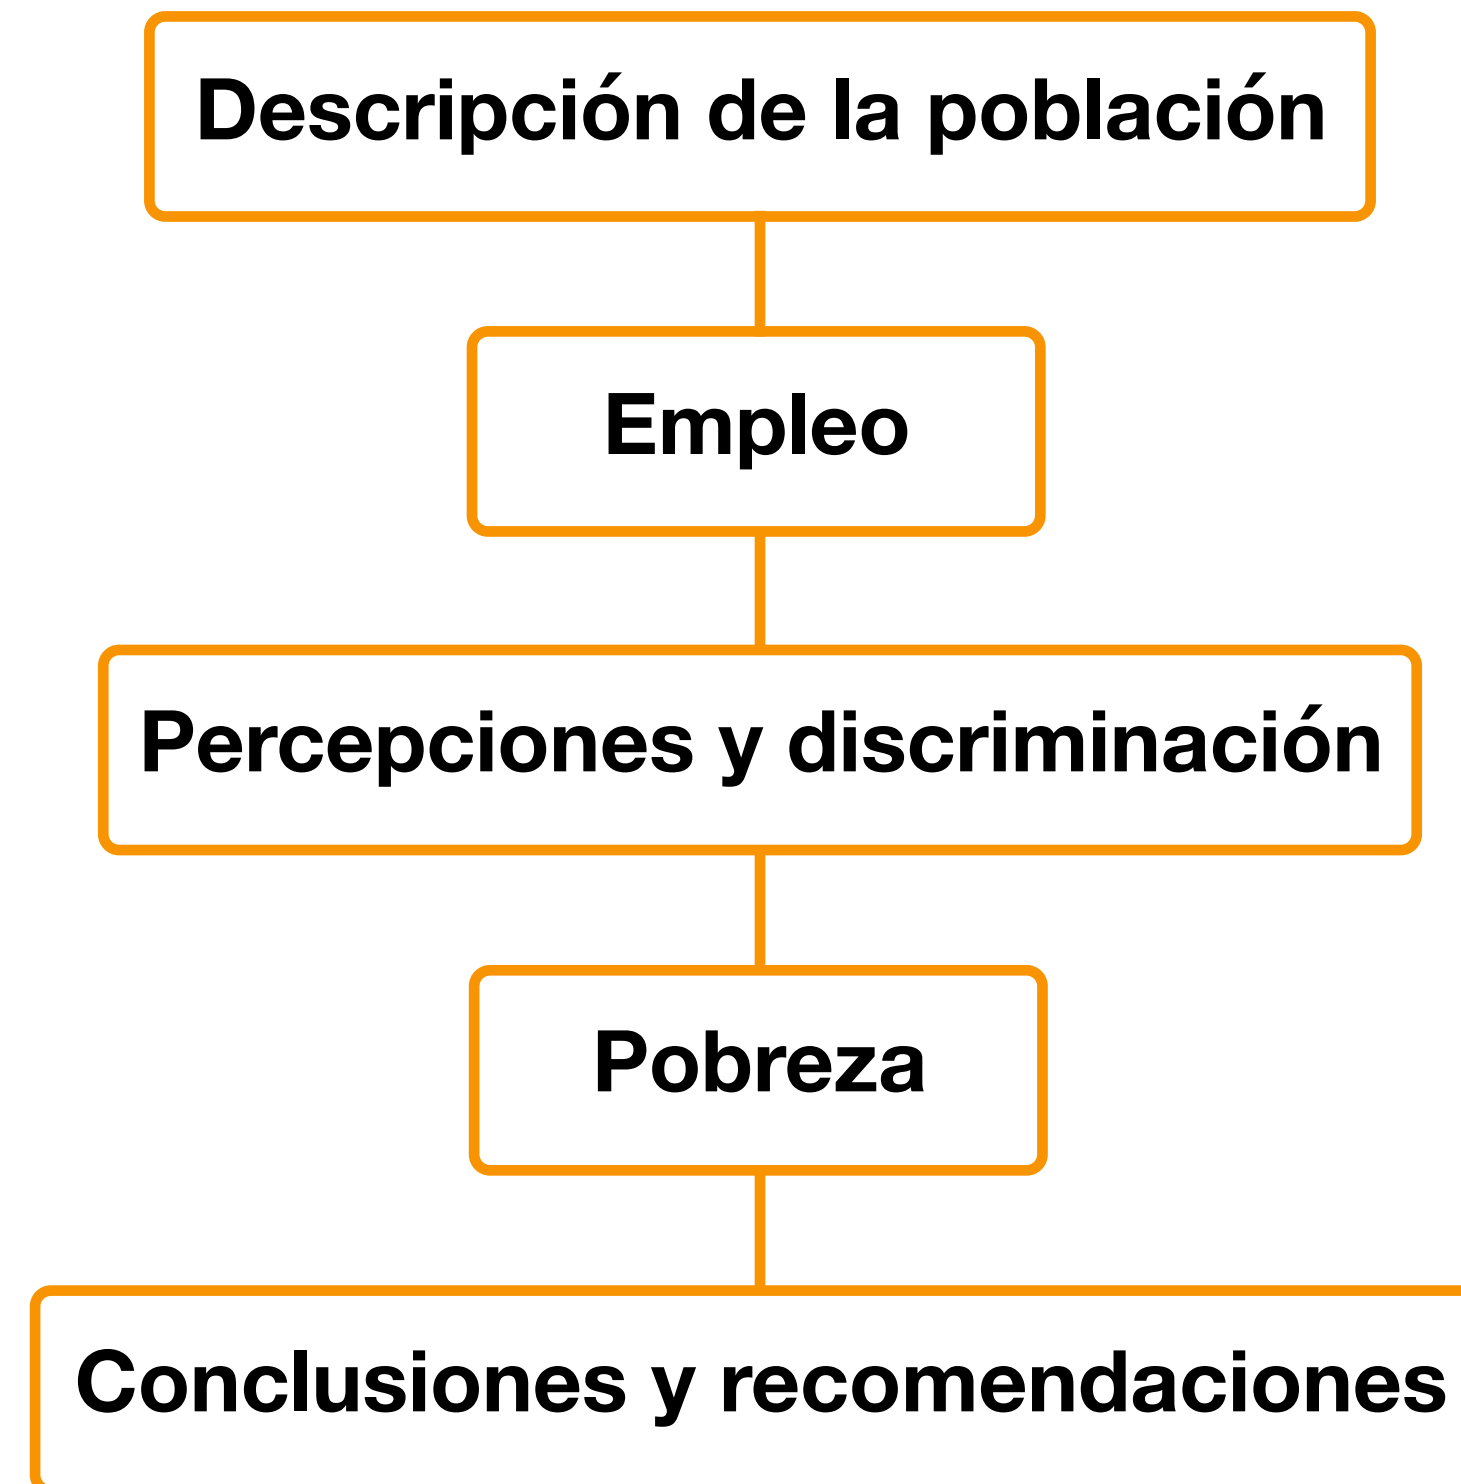 Descripción de la población
Empleo
Percepciones y discriminación
Pobreza
Conclusiones y recomendaciones